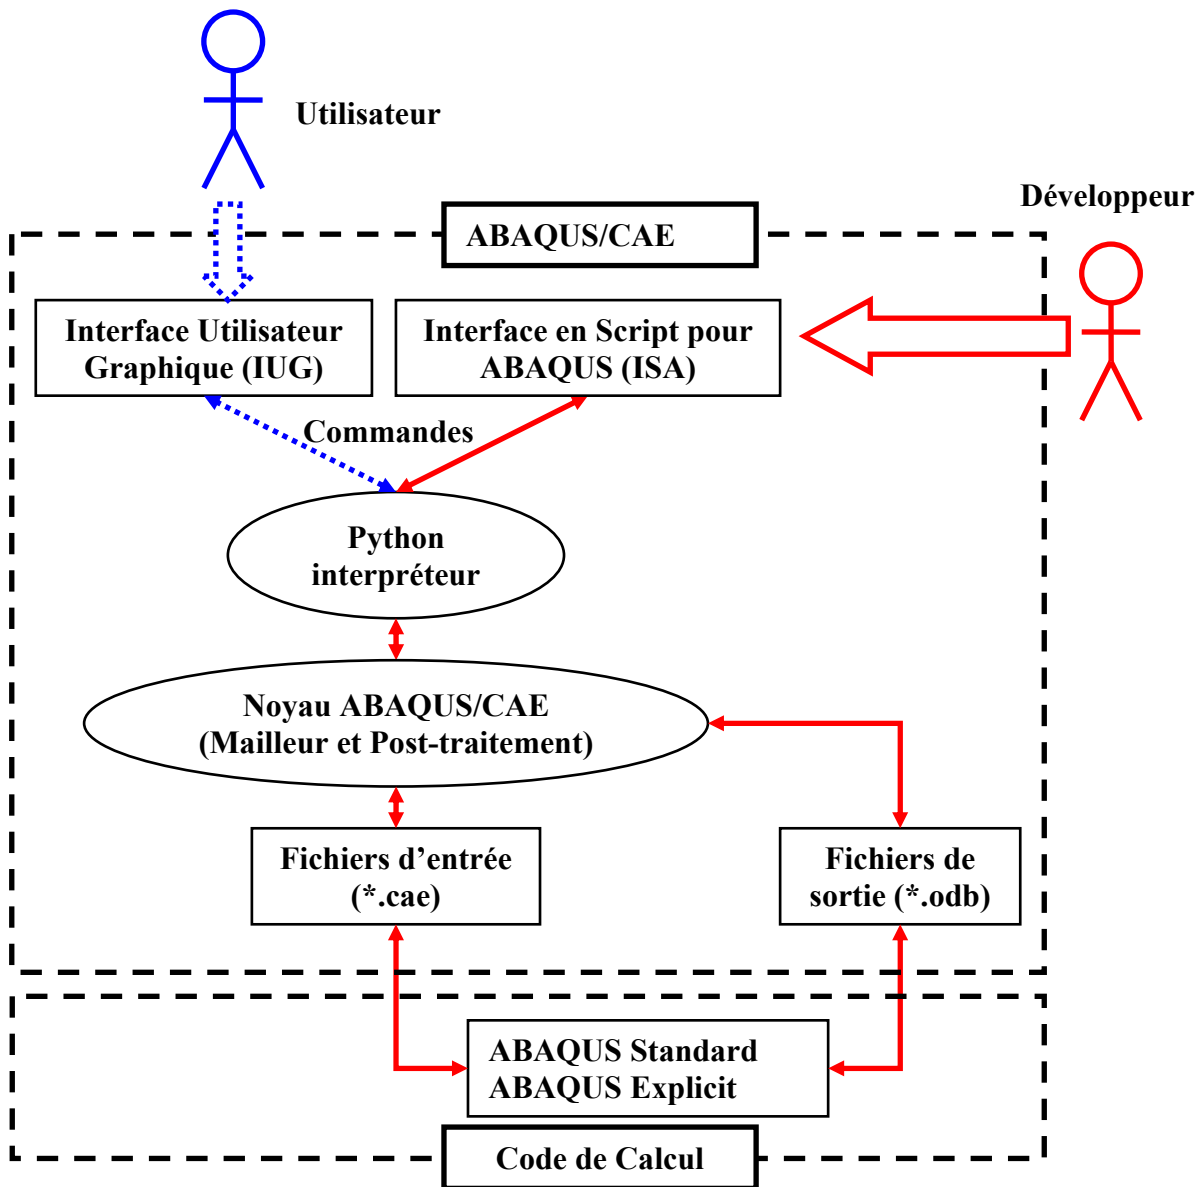 Utilisateur
Développeur
ABAQUS/CAE
Interface Utilisateur
Graphique (IUG)
Interface en Script pour
ABAQUS (ISA)
Commandes
Python
interpréteur
Noyau ABAQUS/CAE
(Mailleur et Post-traitement)
Fichiers d’entrée
(*.cae)
Fichiers de
sortie (*.odb)
ABAQUS Standard
ABAQUS Explicit
Code de Calcul